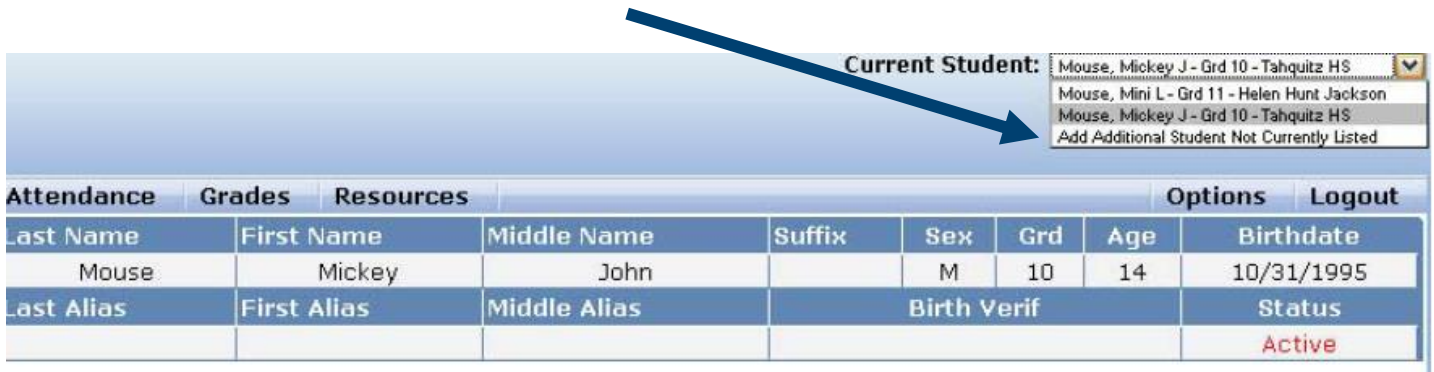 Current Student: Mouse, Mickey J - Grd 10 - Tahquitz HS
Mouse, Mini L - Grd 11 - Helen Hunt Jackson
Mouse, Mickey J - Grd 10 - Tahquitz HS
Add Additional Student Not Currently Listed
Attendance Grades Resources Options Logout
Last Name First Name Middle Name Suffix Sex Grd Age Birthdate
Mouse Mickey John M 10 14 10/31/1995
Last Alias First Alias Middle Alias Birth Verif Status
Active